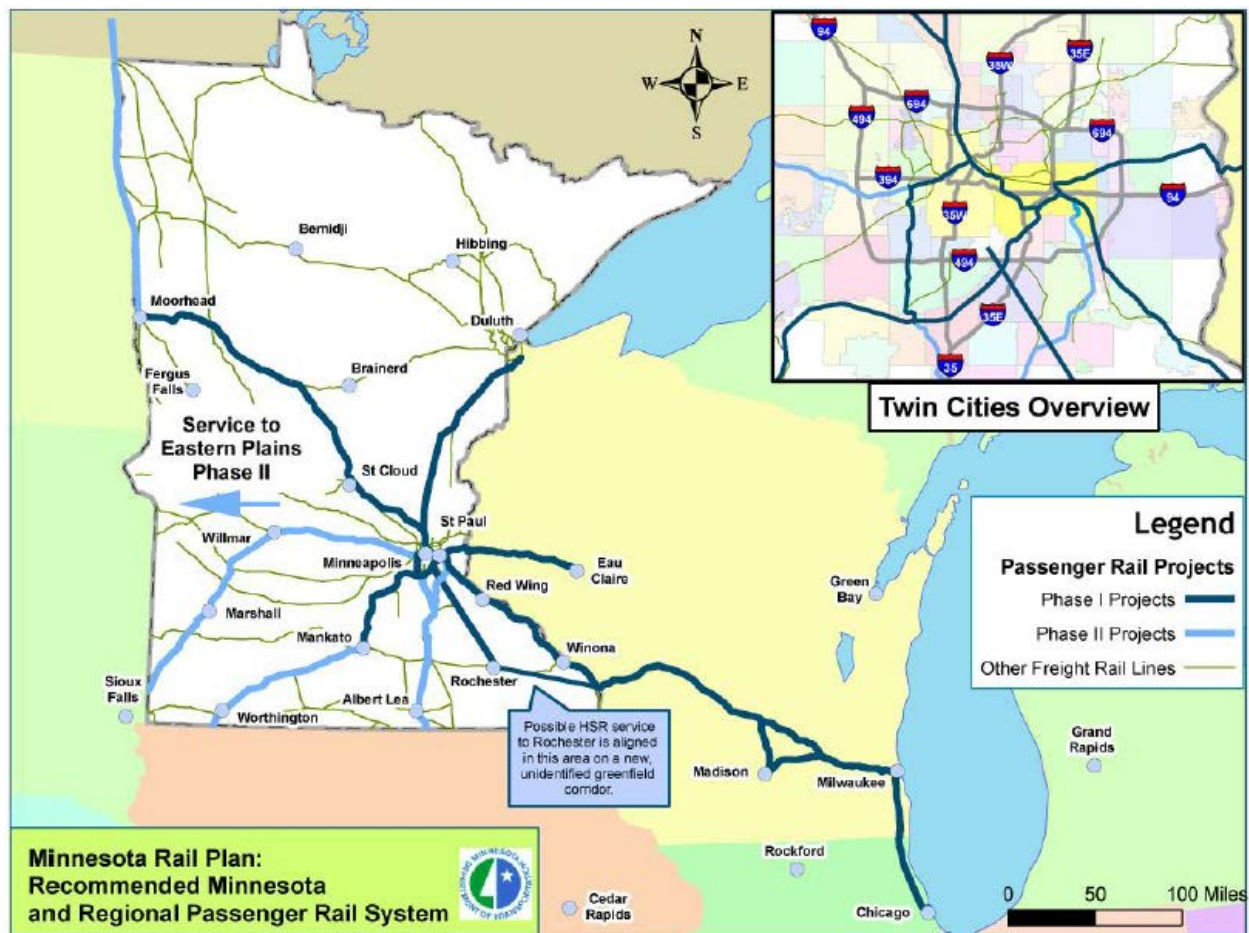 N
W
E
S
94
35W
35E
694
494
694
394
94
35W
494
35E
35
Twin Cities Overview
Bemidji
Hibbing
Moorhead
Duluth
Fergus
Falls
Brainerd
Service to
Eastern Plains
Phase II
St Cloud
Willmar
St Paul
Minneapolis
Eau
Claire
Red Wing
Green
Bay
Marshall
Mankato
Winona
Sioux
Falls
Rochester
Albert Lea
Worthington
Legend
Passenger Rail Projects
Phase I Projects
Phase II Projects
Other Freight Rail Lines
Possible HSR service
to Rochester is aligned
in this area on a new,
unidentified greenfield
corridor.
Madison
Milwaukee
Grand
Rapids
Rockford
Cedar
Rapids
Chicago
0 50 100 Miles
Minnesota Rail Plan:
Recommended Minnesota
and Regional Passenger Rail System
MINNESOTA DEPARTMENT OF TRANSPORTATION